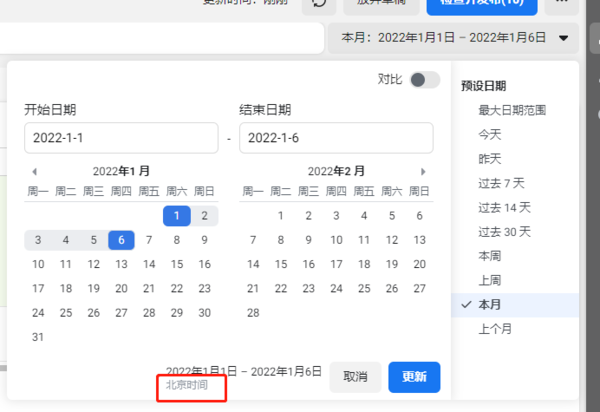 更新时间：刚刚
放弃草稿
检查并发布(10)
本月：2022年1月1日 – 2022年1月6日
对比
开始日期 结束日期
2022-1-1 - 2022-1-6
2022年1月 2022年2月
周一 周二 周三 周四 周五 周六 周日 周一 周二 周三 周四 周五 周六 周日
1 2 1 2 3 4 5 6
3 4 5 6 7 8 9 7 8 9 10 11 12 13
10 11 12 13 14 15 16 14 15 16 17 18 19 20
17 18 19 20 21 22 23 21 22 23 24 25 26 27
24 25 26 27 28 29 30 28
31
2022年1月1日 – 2022年1月6日
北京时间
取消
更新
预设日期
最大日期范围
今天
昨天
过去 7 天
过去 14 天
过去 30 天
本周
上周
本月
上个月